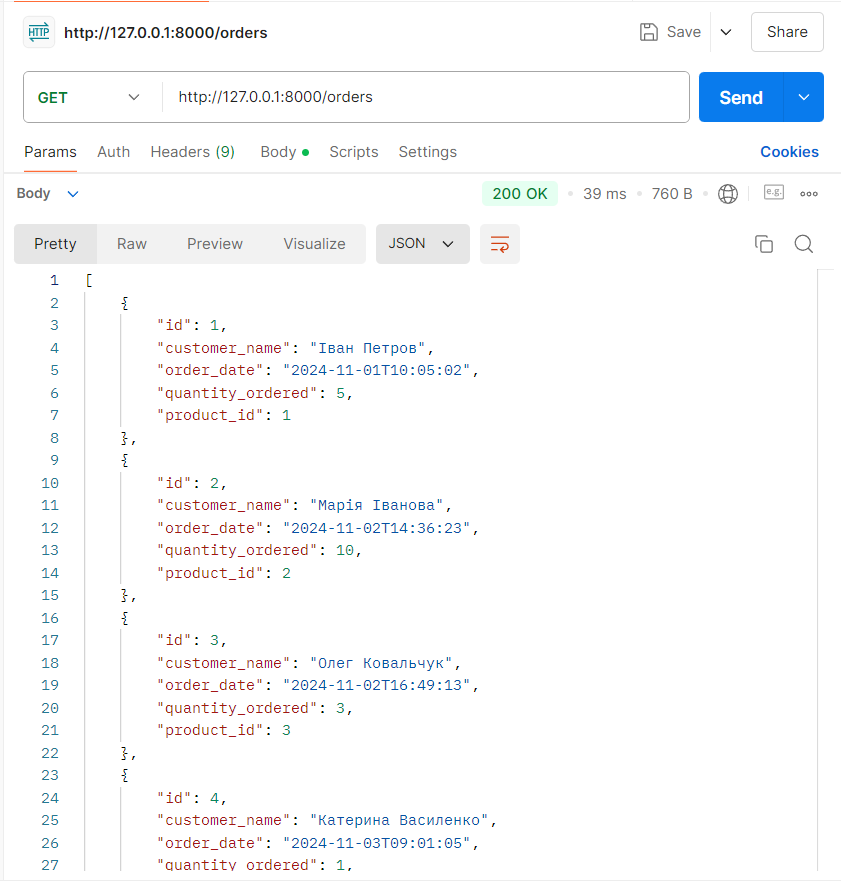 HTTP http://127.0.0.1:8000/orders Save Share
GET http://127.0.0.1:8000/orders Send
Params Auth Headers (9) Body Scripts Settings Cookies
Body 200 OK 39 ms 760 B e.g.
Pretty Raw Preview Visualize JSON
1 [
2 {
3 "id": 1,
4 "customer_name": "Іван Петров",
5 "order_date": "2024-11-01T10:05:02",
6 "quantity_ordered": 5,
7 "product_id": 1
8 },
9 {
10 "id": 2,
11 "customer_name": "Марія Іванова",
12 "order_date": "2024-11-02T14:36:23",
13 "quantity_ordered": 10,
14 "product_id": 2
15 },
16 {
17 "id": 3,
18 "customer_name": "Олег Ковальчук",
19 "order_date": "2024-11-02T16:49:13",
20 "quantity_ordered": 3,
21 "product_id": 3
22 },
23 {
24 "id": 4,
25 "customer_name": "Катерина Василенко",
26 "order_date": "2024-11-03T09:01:05",
27 "quantity_ordered": 1,